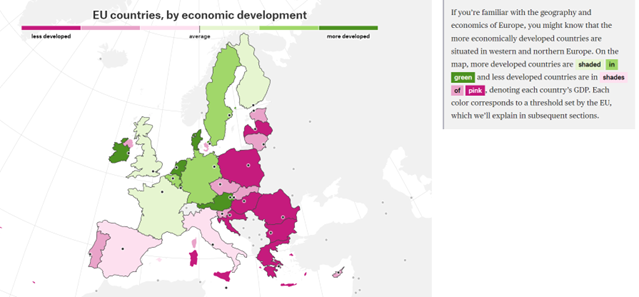 EU countries, by economic development
less developed
average
more developed
If you're familiar with the geography and
economics of Europe, you might know that the
more economically developed countries are
situated in western and northern Europe. On the
map, more developed countries are shaded in
green and less developed countries are in shades
of pink, denoting each country's GDP. Each
color corresponds to a threshold set by the EU,
which we'll explain in subsequent sections.